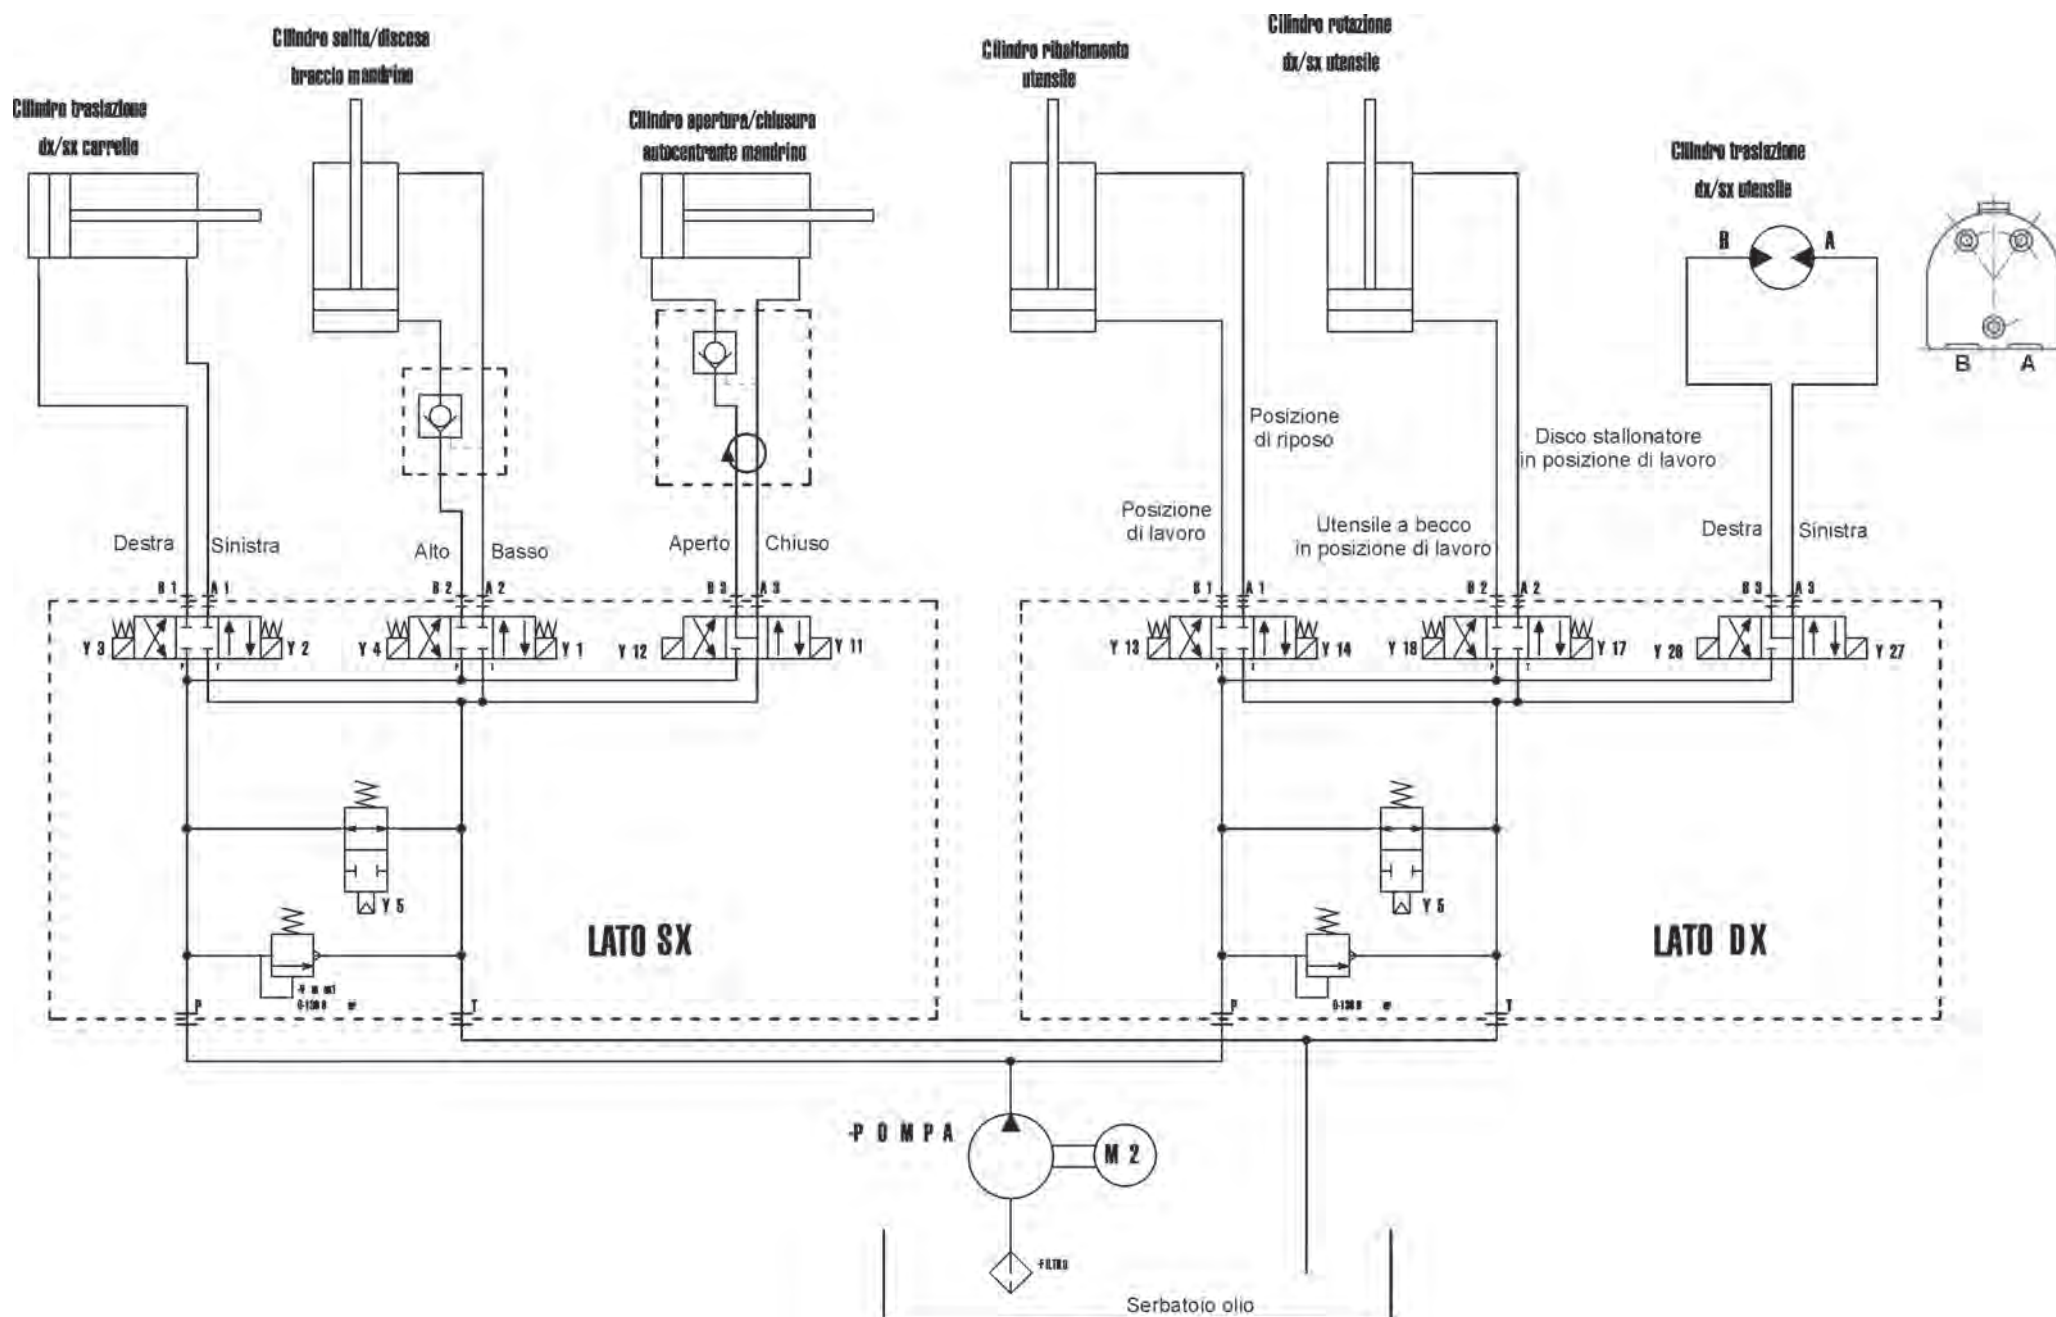 Cilindro traslazione
dx/sx carrello
Cilindro salita/discesa
braccio mandrino
Cilindro apertura/chiusura
autocentrante mandrino
Cilindro ribaltamento
utensile
Cilindro rotazione
dx/sx utensile
Cilindro traslazione
dx/sx utensile
B A
B A
Posizione
di riposo
Disco stallonatore
in posizione di lavoro
Posizione
di lavoro
Utensile a becco
in posizione di lavoro
Destra Sinistra
Alto Basso
Aperto Chiuso
Destra Sinistra
B 1 A 1
B 2 A 2
B 3 A 3
B 1 A 1
B 2 A 2
B 3 A 3
Y 3 Y 2
Y 4 Y 1
Y 12 Y 11
Y 13 Y 14
Y 18 Y 17
Y 28 Y 27
Y 5
Y 5
LATO SX
LATO DX
P T
P T
-P O M P A
M 2
-FILTRO
Serbatoio olio